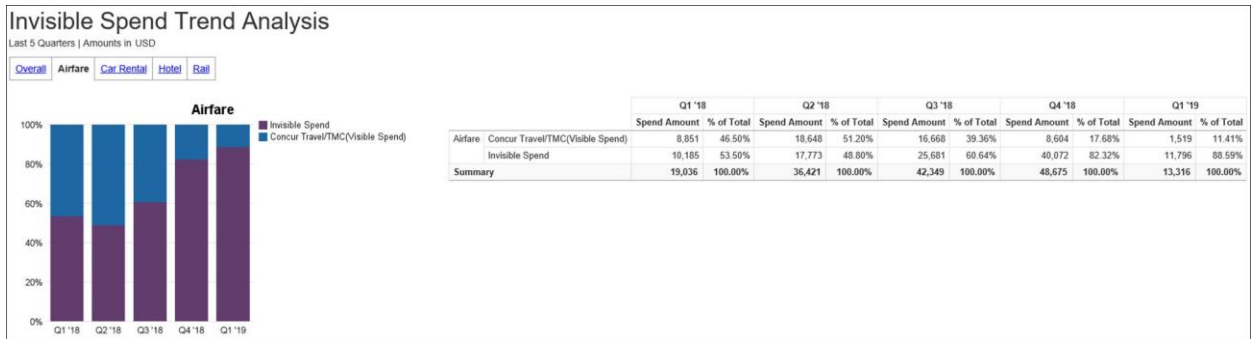 Invisible Spend Trend Analysis
Last 5 Quarters | Amounts in USD
Overall Airfare Car Rental Hotel Rail
Airfare
Invisible Spend
Concur Travel/TMC(Visible Spend)
100%
80%
60%
40%
20%
0%
Q1 '18 Q2 '18 Q3 '18 Q4 '18 Q1 '19
Q1 '18 Q2 '18 Q3 '18 Q4 '18 Q1 '19
Spend Amount % of Total Spend Amount % of Total Spend Amount % of Total Spend Amount % of Total Spend Amount % of Total
Airfare Concur Travel/TMC(Visible Spend) 8,851 46.50% 18,648 51.20% 16,668 39.36% 8,604 17.68% 1,519 11.41%
Invisible Spend 10,185 53.50% 17,773 48.80% 25,681 60.64% 40,072 82.32% 11,796 88.59%
Summary 19,036 100.00% 36,421 100.00% 42,349 100.00% 48,675 100.00% 13,316 100.00%